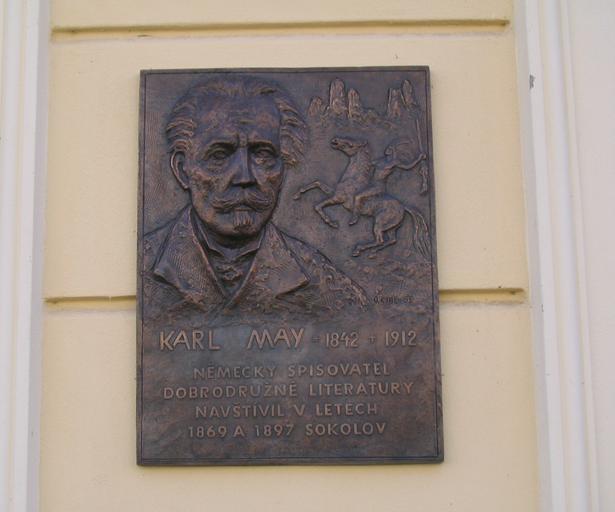 KARL MAY * 1842 + 1912
NĚMECKÝ SPISOVATEL
DOBRODRUŽNÉ LITERATURY
NAVŠTÍVIL V LETECH
1869 A 1897 SOKOLOV